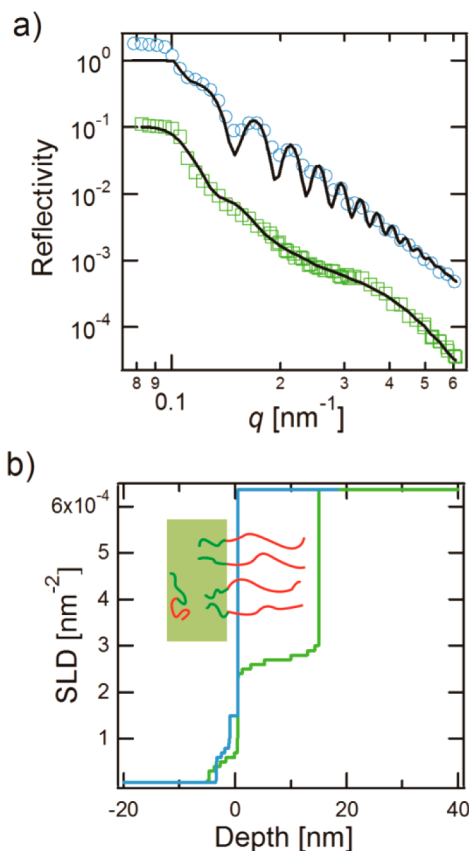 a)
10^0
10^-1
10^-2
10^-3
10^-4
Reflectivity
8 9 2 3 4 5 6
0.1
q [nm^-1]
b)
6x10^-4
5
4
3
2
1
SLD [nm^-2]
-20 0 20 40
Depth [nm]